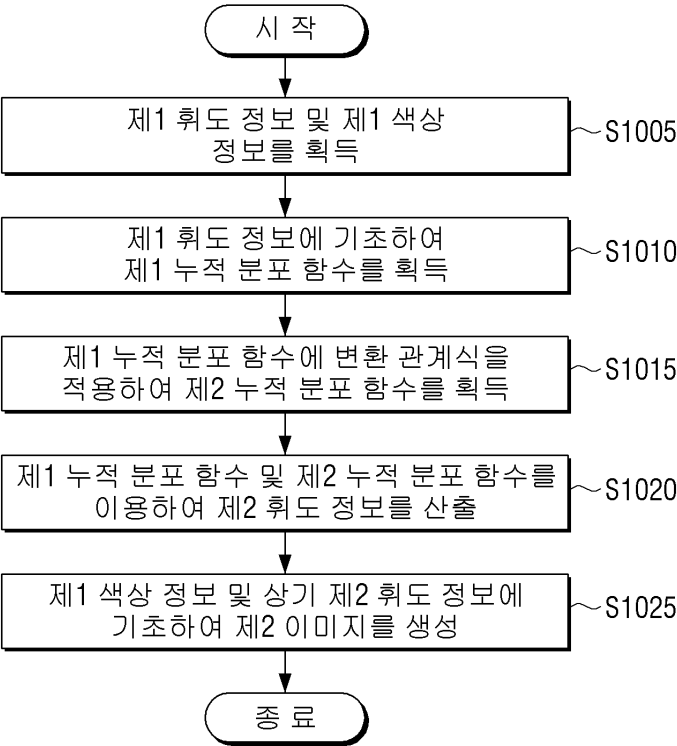 시 작
제1 휘도 정보 및 제1 색상
정보를 획득
S1005
제1 휘도 정보에 기초하여
제1 누적 분포 함수를 획득
S1010
제1 누적 분포 함수에 변환 관계식을
적용하여 제2 누적 분포 함수를 획득
S1015
제1 누적 분포 함수 및 제2 누적 분포 함수를
이용하여 제2 휘도 정보를 산출
S1020
제1 색상 정보 및 상기 제2 휘도 정보에
기초하여 제2 이미지를 생성
S1025
종 료